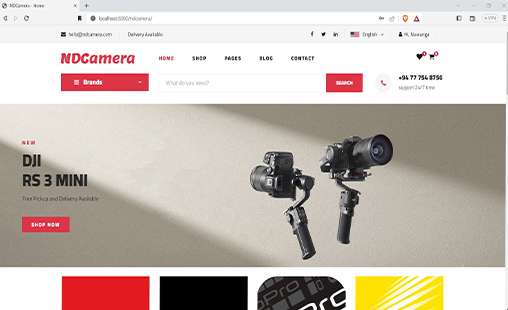 NDCamera - Home
localhost:8080/ndcamera/
VPN
hello@ndcamera.com
Delivery Available
English
Hi, Nawanga
NDCamera
HOME
SHOP
PAGES
BLOG
CONTACT
Brands
What do you need?
SEARCH
+94 77 754 8756
support 24/7 time
NEW
DJI
RS 3 MINI
Free Pickup and Delivery Available
SHOP NOW